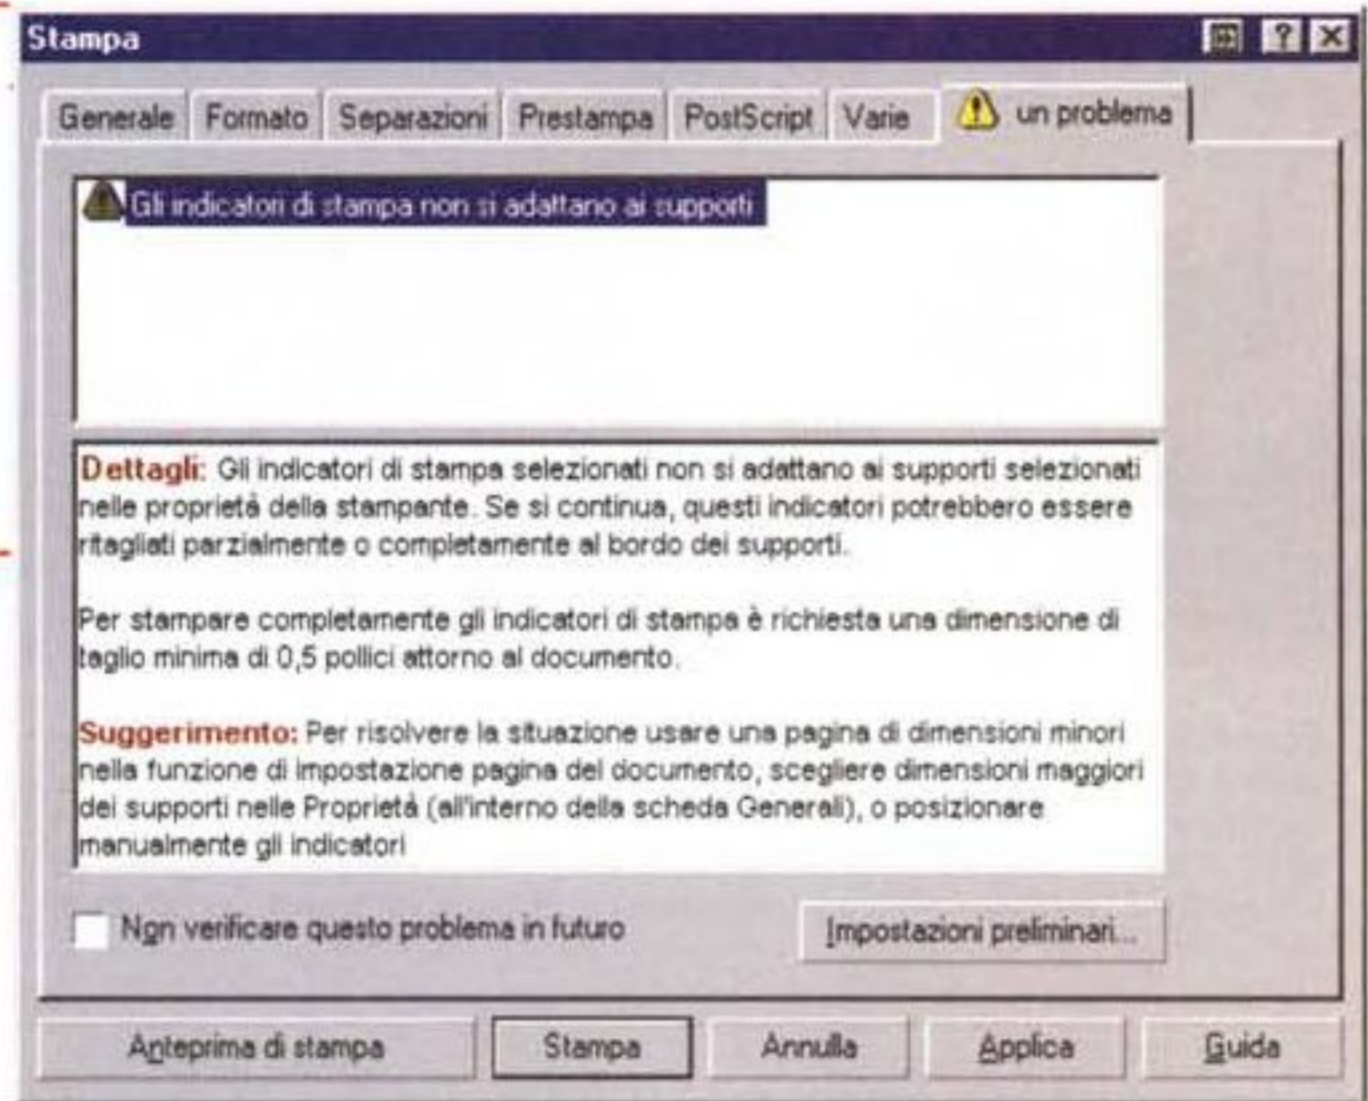 Stampa
Generale Formato Separazioni Prestampa PostScript Varie un problema
Gli indicatori di stampa non si adattano ai supporti
Dettagli: Gli indicatori di stampa selezionati non si adattano ai supporti selezionati
nelle proprietà della stampante. Se si continua, questi indicatori potrebbero essere
ritagliati parzialmente o completamente al bordo dei supporti.
Per stampare completamente gli indicatori di stampa è richiesta una dimensione di
taglio minima di 0,5 pollici attorno al documento.
Suggerimento: Per risolvere la situazione usare una pagina di dimensioni minori
nella funzione di impostazione pagina del documento, scegliere dimensioni maggiori
dei supporti nelle Proprietà (all'interno della scheda Generali), o posizionare
manualmente gli indicatori
Non verificare questo problema in futuro
Impostazioni preliminari...
Anteprima di stampa Stampa Annulla Applica Guida